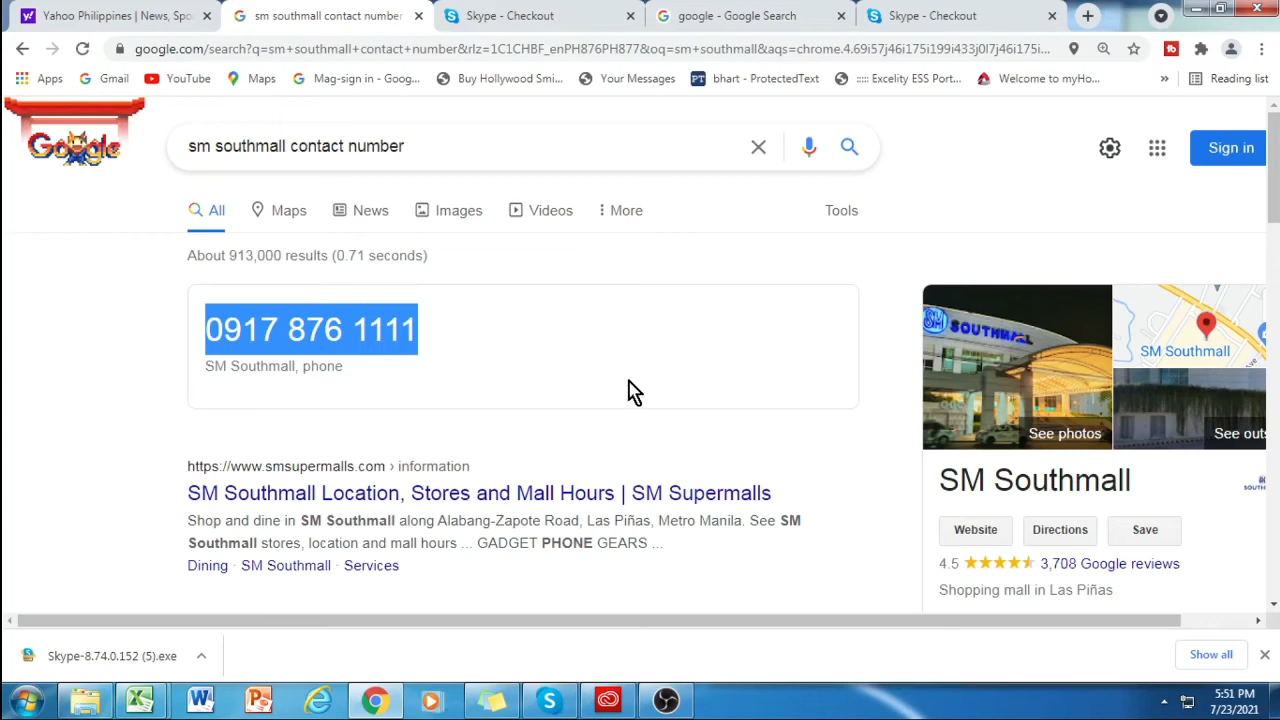 Yahoo Philippines | News, Spo
sm southmall contact number
Skype - Checkout
google - Google Search
Skype - Checkout
google.com/search?q=sm+southmall+contact+number&rlz=1C1CHBF_enPH876PH877&oq=sm+southmall&aqs=chrome.4.69i57j46i175i199i433j0l7j46i175i...
Apps
Gmail
YouTube
Maps
Mag-sign in - Goog...
Buy Hollywood Smi...
Your Messages
PT bhart - ProtectedText
::::: Excelity ESS Port...
Welcome to myHo...
»
Reading list
Google
sm southmall contact number
Sign in
All
Maps
News
Images
Videos
More
Tools
About 913,000 results (0.71 seconds)
0917 876 1111
SM Southmall, phone
SM SOUTHMALL
SM Southmall
See photos
See outs
https://www.smsupermalls.com › information
SM Southmall Location, Stores and Mall Hours | SM Supermalls
Shop and dine in SM Southmall along Alabang-Zapote Road, Las Piñas, Metro Manila. See SM
Southmall stores, location and mall hours ... GADGET PHONE GEARS ...
Dining · SM Southmall · Services
SM Southmall
Website
Directions
Save
4.5
3,708 Google reviews
Shopping mall in Las Piñas
Skype-8.74.0.152 (5).exe
Show all
5:51 PM
7/23/2021